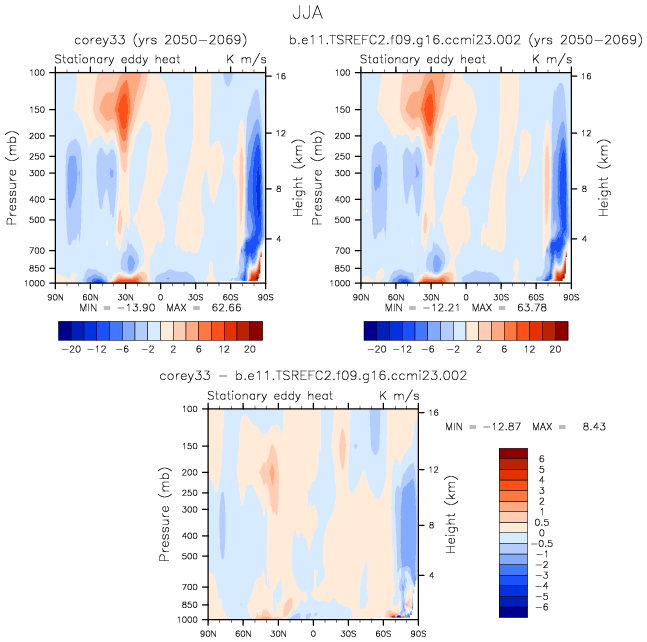 JJA
corey33 (yrs 2050-2069)
b.e11.TSREFC2.f09.g16.ccmi23.002 (yrs 2050-2069)
Stationary eddy heat K m/s
Stationary eddy heat K m/s
Pressure (mb)
100
150
200
250
300
400
500
700
850
1000
16
12
8
4
Height (km)
90N 60N 30N 0 30S 60S 90S
MIN = -13.90 MAX = 62.66
-20 -12 -6 -2 2 6 12 20
Pressure (mb)
100
150
200
250
300
400
500
700
850
1000
16
12
8
4
Height (km)
90N 60N 30N 0 30S 60S 90S
MIN = -12.21 MAX = 63.78
-20 -12 -6 -2 2 6 12 20
corey33 - b.e11.TSREFC2.f09.g16.ccmi23.002
Stationary eddy heat K m/s
Pressure (mb)
100
150
200
250
300
400
500
700
850
1000
16
12
8
4
Height (km)
90N 60N 30N 0 30S 60S 90S
MIN = -12.87 MAX = 8.43
6
5
4
3
2
1
0.5
0
-0.5
-1
-2
-3
-4
-5
-6